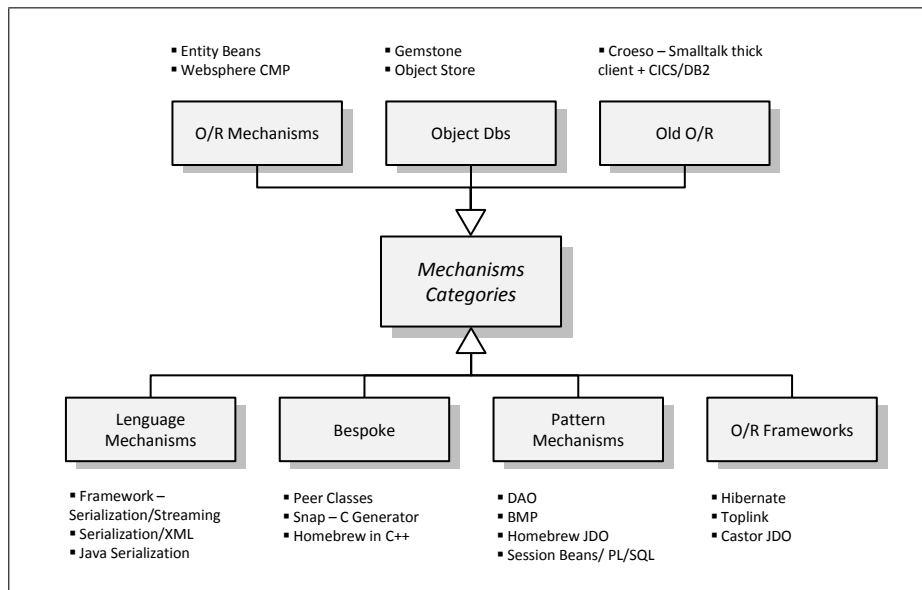 ▪ Entity Beans
▪ Websphere CMP
▪ Gemstone
▪ Object Store
▪ Croeso – Smalltalk thick
client + CICS/DB2
O/R Mechanisms
Object Dbs
Old O/R
Mechanisms
Categories
Lenguage
Mechanisms
Bespoke
Pattern
Mechanisms
O/R Frameworks
▪ Framework –
Serialization/Streaming
▪ Serialization/XML
▪ Java Serialization
▪ Peer Classes
▪ Snap – C Generator
▪ Homebrew in C++
▪ DAO
▪ BMP
▪ Homebrew JDO
▪ Session Beans/ PL/SQL
▪ Hibernate
▪ Toplink
▪ Castor JDO